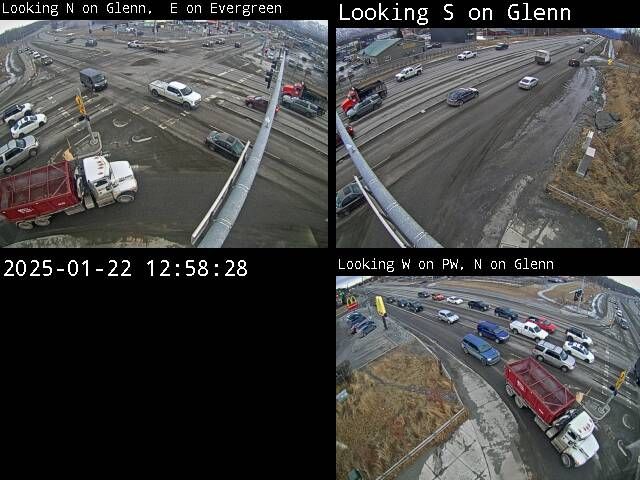 Looking N on Glenn,  E on Evergreen
Looking S on Glenn
2025-01-22 12:58:28
Looking W on PW, N on Glenn